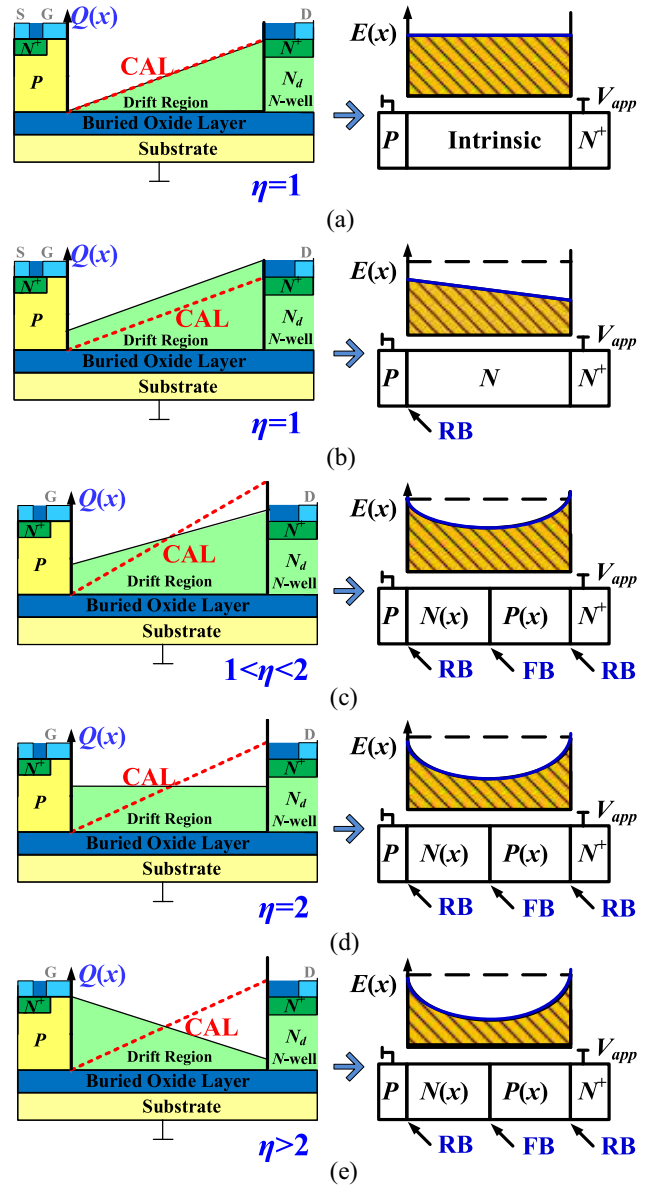 S G Q(x) D
N+ CAL N+
P Drift Region Nd
N-well
Buried Oxide Layer
Substrate
η=1
E(x)
Vapp
P Intrinsic N+
(a)
S G Q(x) D
N+ N+
P CAL Nd
Drift Region N-well
Buried Oxide Layer
Substrate
η=1
E(x)
Vapp
P N N+
RB
(b)
G Q(x) D
N+ N+
P CAL Nd
Drift Region N-well
Buried Oxide Layer
Substrate
1<η<2
E(x)
Vapp
P N(x) P(x) N+
RB FB RB
(c)
G Q(x) D
N+ CAL N+
P Nd
Drift Region N-well
Buried Oxide Layer
Substrate
η=2
E(x)
Vapp
P N(x) P(x) N+
RB FB RB
(d)
G Q(x) D
N+ N+
P CAL Nd
Drift Region N-well
Buried Oxide Layer
Substrate
η>2
E(x)
Vapp
P N(x) P(x) N+
RB FB RB
(e)